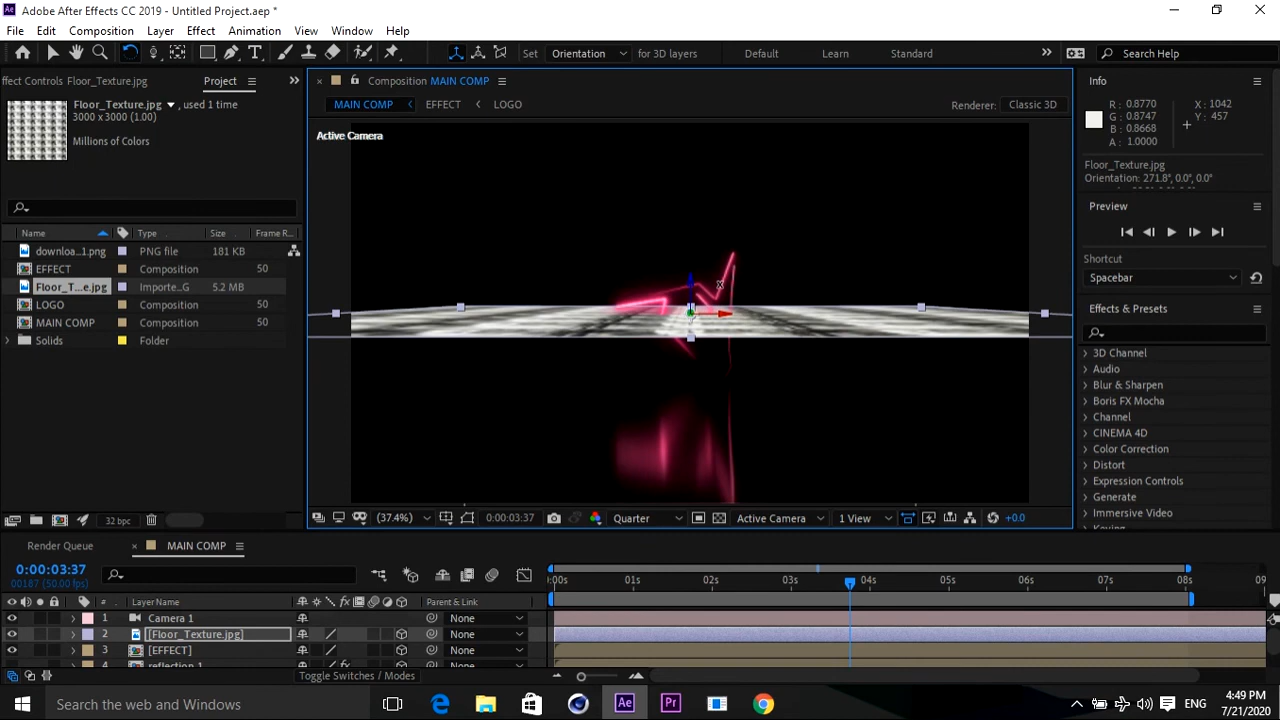 Ae Adobe After Effects CC 2019 - Untitled Project.aep *
File Edit Composition Layer Effect Animation View Window Help
Set Orientation for 3D layers Default Learn Standard Search Help
ffect Controls Floor_Texture.jpg Project Composition MAIN COMP Info
MAIN COMP EFFECT LOGO Renderer: Classic 3D
Floor_Texture.jpg , used 1 time
3000 x 3000 (1.00)
Millions of Colors
Active Camera
R : 0.8770 X : 1042
G : 0.8747 Y : 457
B : 0.8668
A : 1.0000
Floor_Texture.jpg
Orientation: 271.8°, 0.0°, 0.0°
Preview
Shortcut
Spacebar
Effects & Presets
Name Type Size Frame R...
downloa...1.png PNG file 181 KB
EFFECT Composition 50
Floor_T...e.jpg Importe...G 5.2 MB
LOGO Composition 50
MAIN COMP Composition 50
Solids Folder
3D Channel
Audio
Blur & Sharpen
Boris FX Mocha
Channel
CINEMA 4D
Color Correction
Distort
Expression Controls
Generate
Immersive Video
Keying
32 bpc (37.4%) 0:00:03:37 Quarter Active Camera 1 View +0.0
Render Queue MAIN COMP
0:00:03:37
00187 (50.00 fps)
:00s 01s 02s 03s 04s 05s 06s 07s 08s 09
# Layer Name Parent & Link
1 Camera 1 None
2 [Floor_Texture.jpg] None
3 [EFFECT] None
4 reflection 1 None
Toggle Switches / Modes
Search the web and Windows
Ae Pr
ENG
4:49 PM
7/21/2020